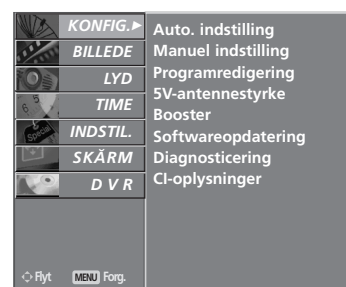 KONFIG.
BILLEDE
LYD
TIME
INDSTIL.
SKÄRM
D V R
Auto. indstilling
Manuel indstilling
Programredigering
5V-antennestyrke
Booster
Softwareopdatering
Diagnosticering
CI-oplysninger
Flyt MENU Forg.
Special